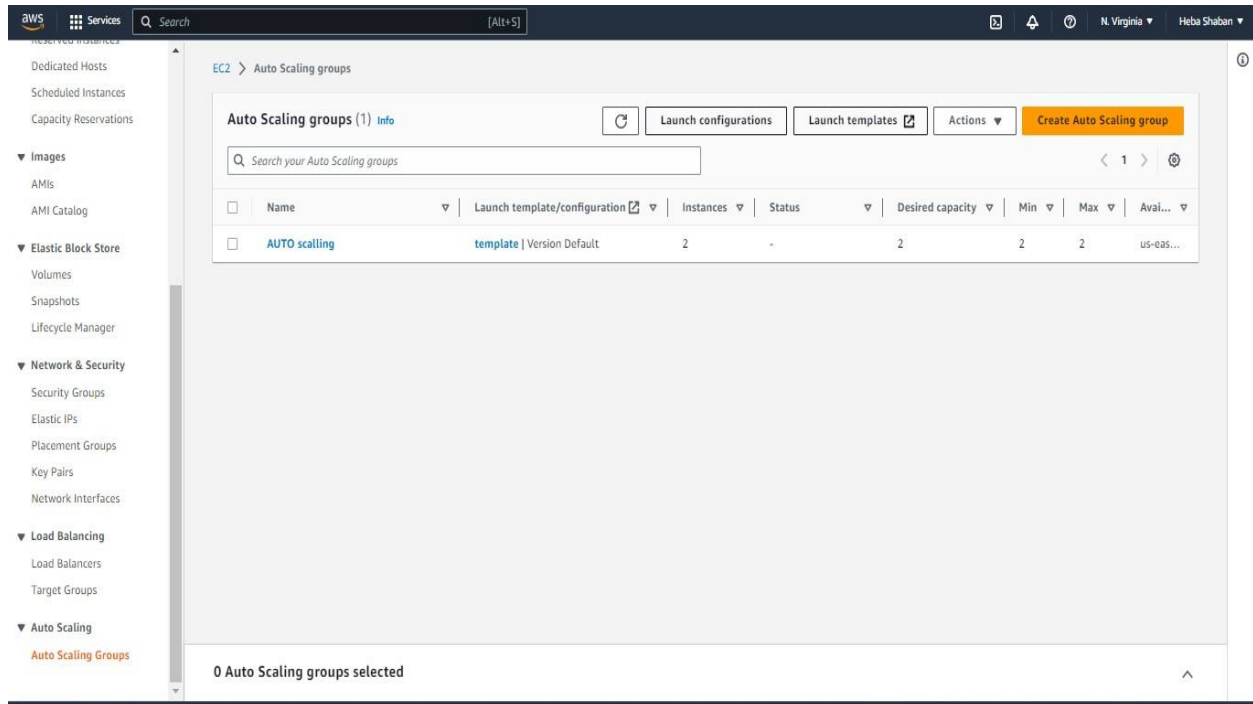 aws Services Search [Alt+S] N. Virginia Heba Shaban
Reserved Instances
Dedicated Hosts
Scheduled Instances
Capacity Reservations
Images
AMIs
AMI Catalog
Elastic Block Store
Volumes
Snapshots
Lifecycle Manager
Network & Security
Security Groups
Elastic IPs
Placement Groups
Key Pairs
Network Interfaces
Load Balancing
Load Balancers
Target Groups
Auto Scaling
Auto Scaling Groups
EC2 > Auto Scaling groups
Auto Scaling groups (1) Info Launch configurations Launch templates Actions Create Auto Scaling group
Search your Auto Scaling groups < 1 >
Name Launch template/configuration Instances Status Desired capacity Min Max Avai...
AUTO scalling template | Version Default 2 - 2 2 2 us-eas...
0 Auto Scaling groups selected